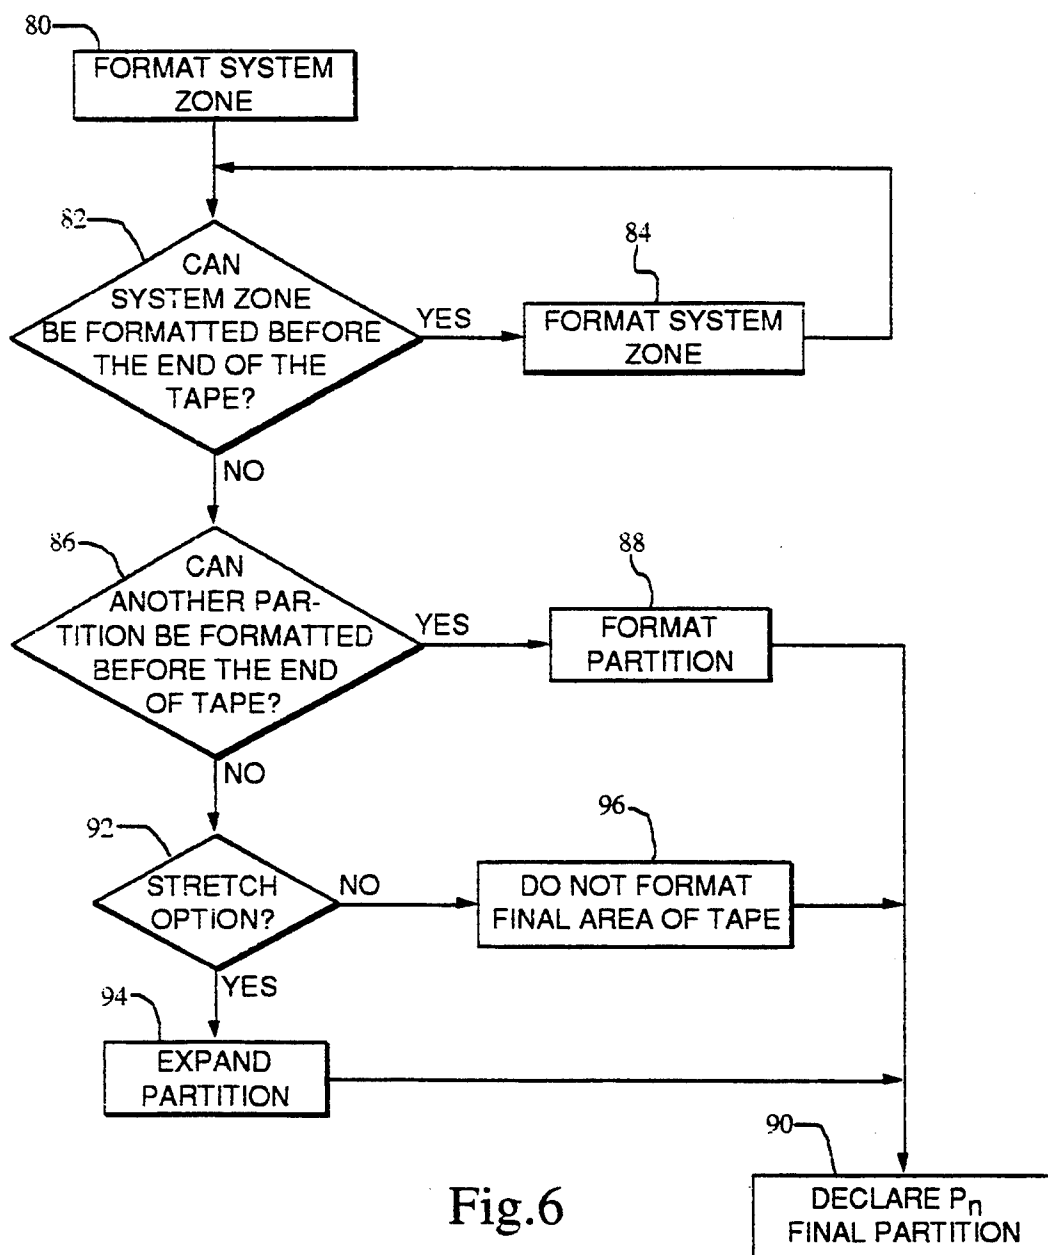 80
FORMAT SYSTEM
ZONE
82
CAN
SYSTEM ZONE
BE FORMATTED BEFORE
THE END OF THE
TAPE?
YES
84
FORMAT SYSTEM
ZONE
NO
86
CAN
ANOTHER PAR-
TITION BE FORMATTED
BEFORE THE END
OF TAPE?
YES
88
FORMAT
PARTITION
NO
92
STRETCH
OPTION?
NO
96
DO NOT FORMAT
FINAL AREA OF TAPE
YES
94
EXPAND
PARTITION
90
DECLARE Pn
FINAL PARTITION
Fig.6